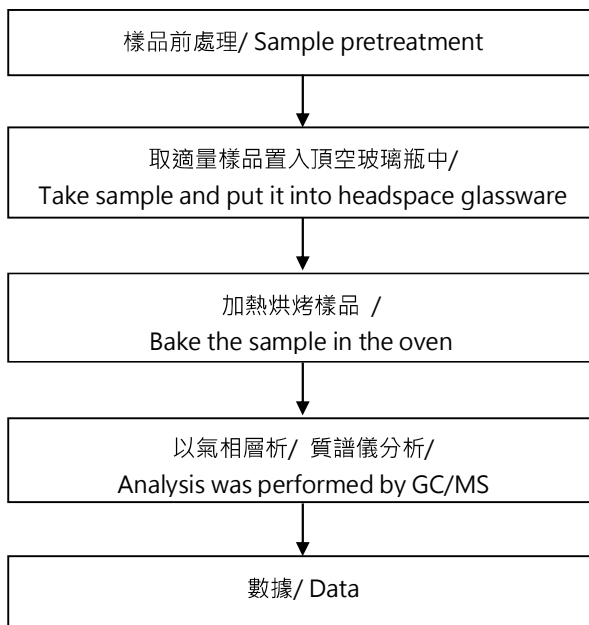 樣品前處理/ Sample pretreatment
取適量樣品置入頂空玻璃瓶中/
Take sample and put it into headspace glassware
加熱烘烤樣品 /
Bake the sample in the oven
以氣相層析/ 質譜儀分析/
Analysis was performed by GC/MS
數據/ Data